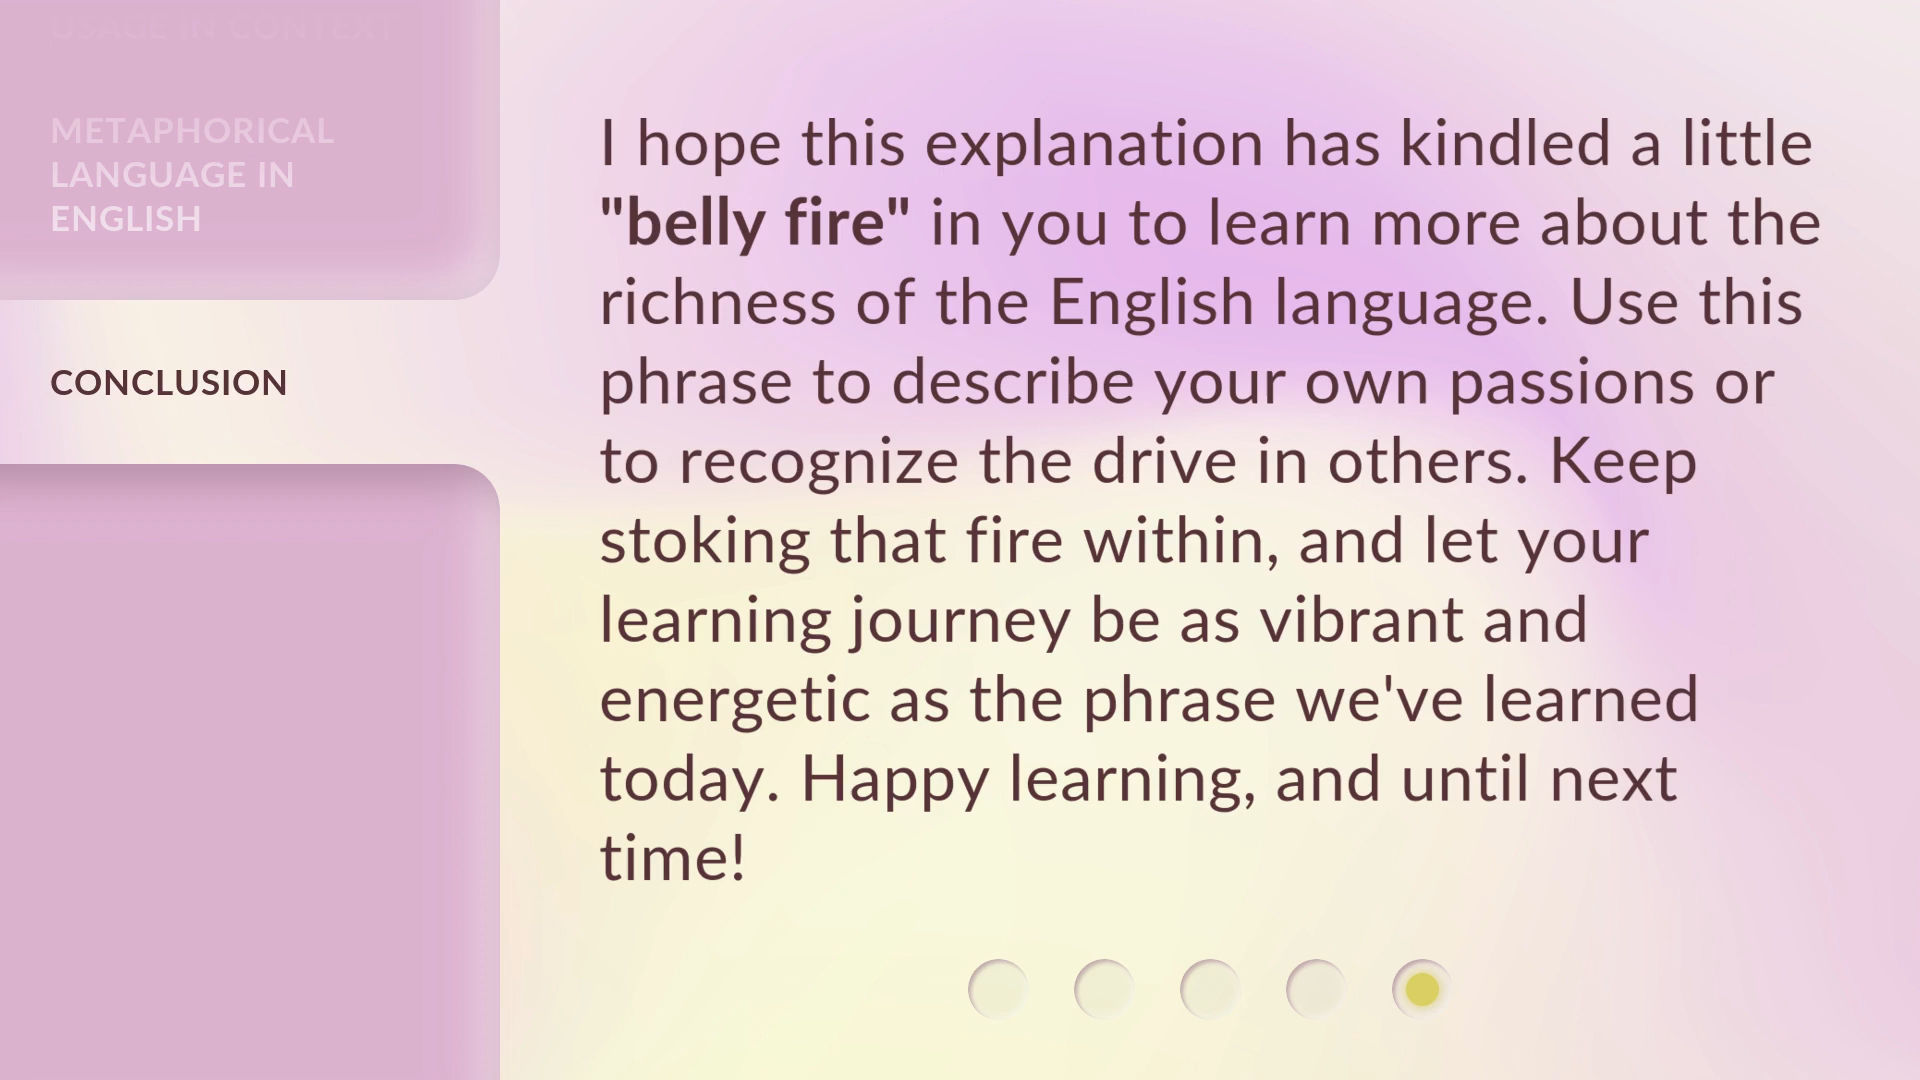 USAGE IN CONTEXT
METAPHORICAL
LANGUAGE IN
ENGLISH
CONCLUSION
I hope this explanation has kindled a little
"belly fire" in you to learn more about the
richness of the English language. Use this
phrase to describe your own passions or
to recognize the drive in others. Keep
stoking that fire within, and let your
learning journey be as vibrant and
energetic as the phrase we've learned
today. Happy learning, and until next
time!